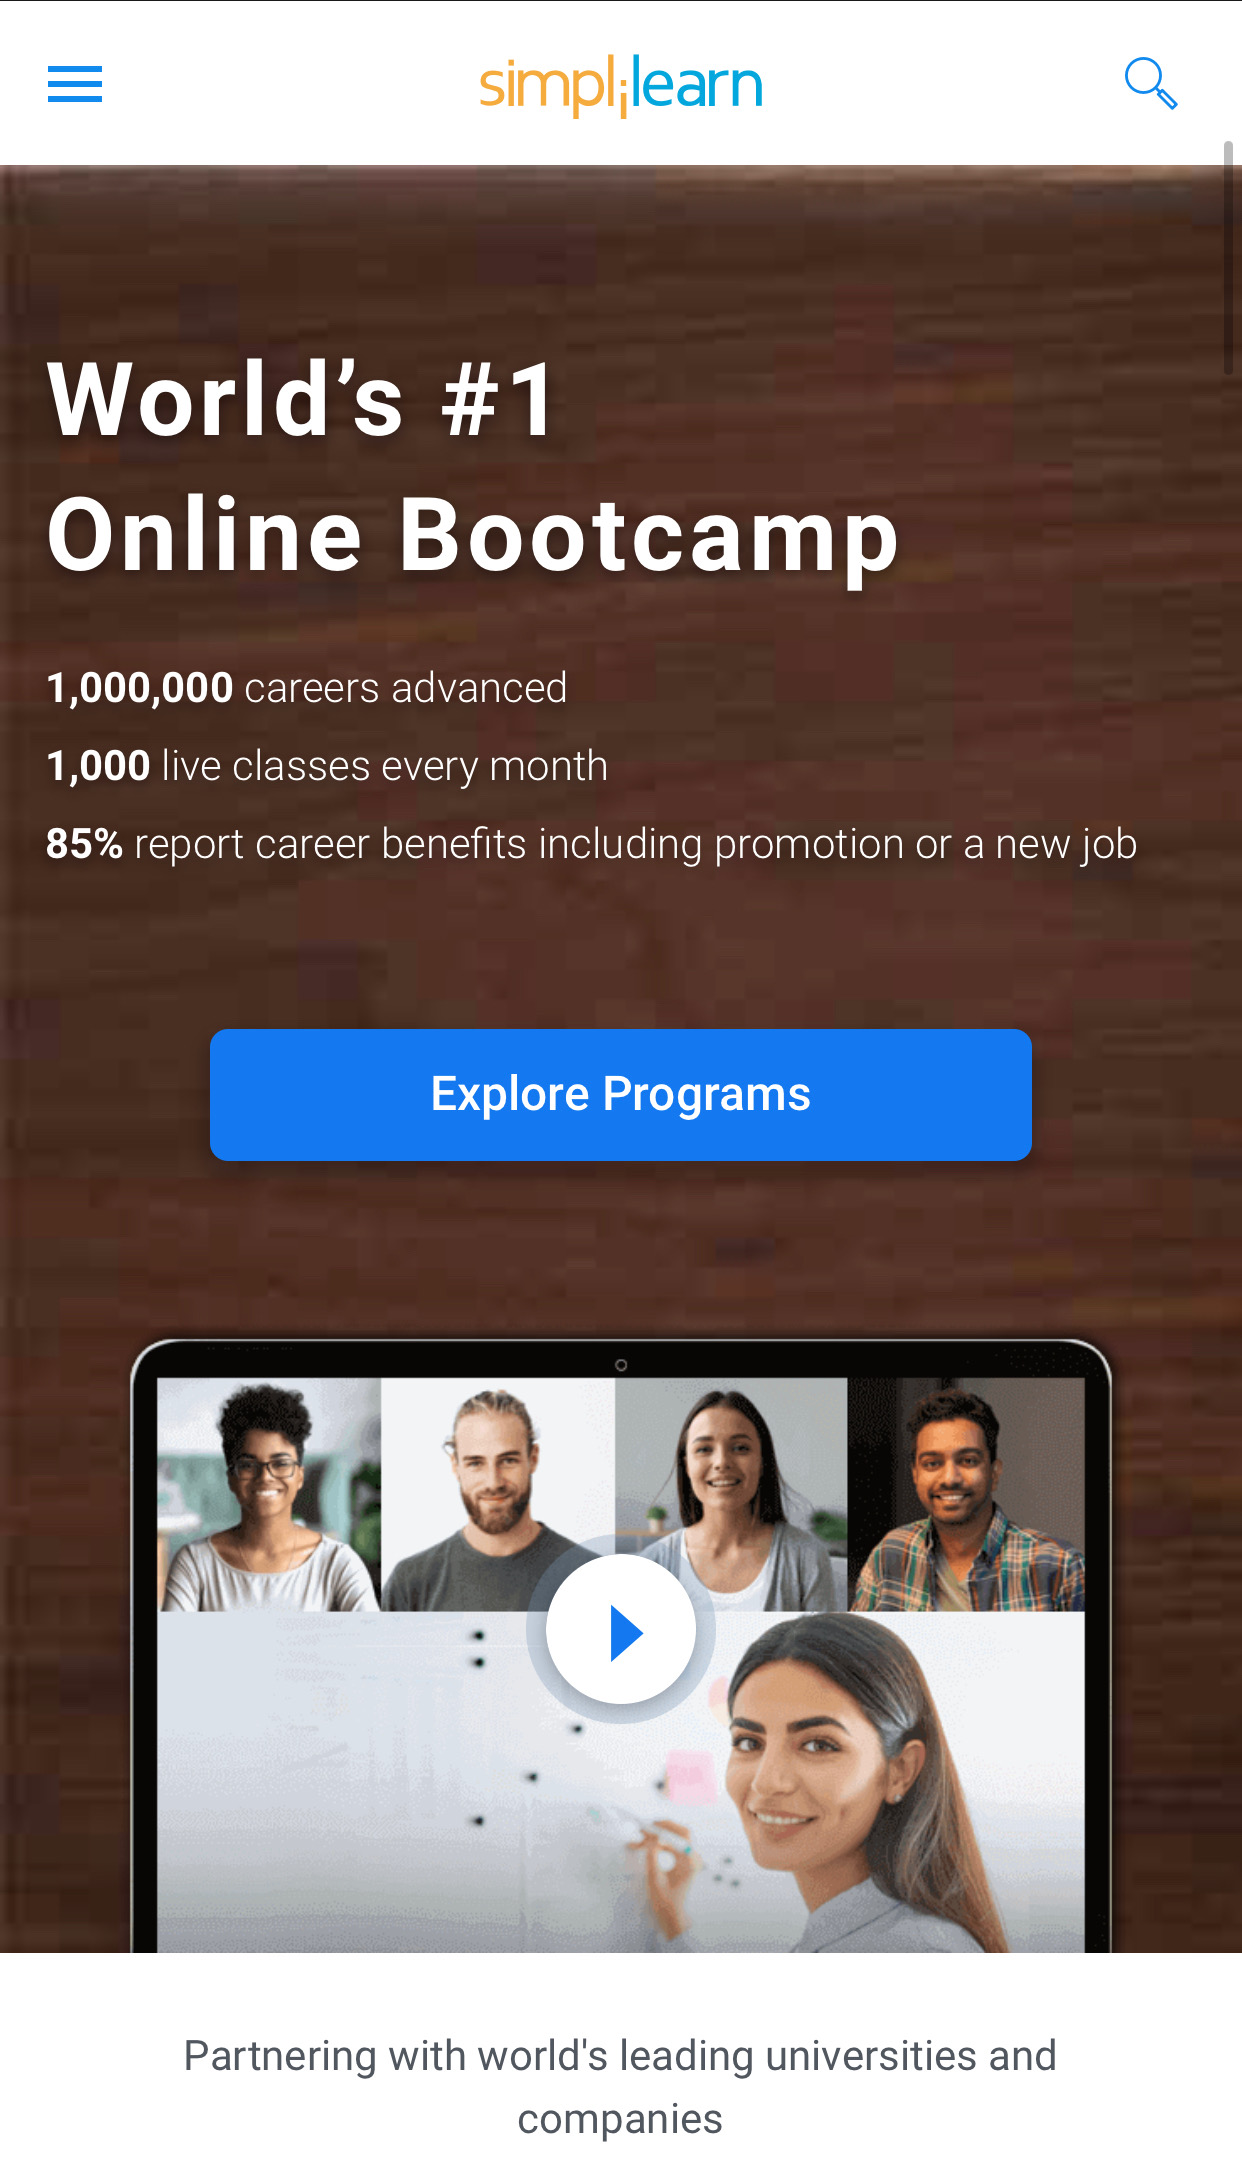 simplilearn
World's #1
Online Bootcamp
1,000,000 careers advanced
1,000 live classes every month
85% report career benefits including promotion or a new job
Explore Programs
Partnering with world's leading universities and
companies